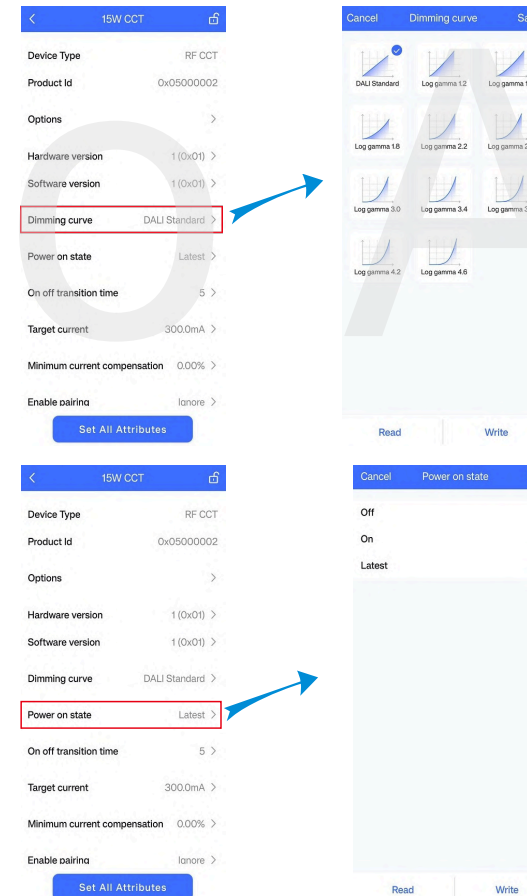 15W CCT
Device Type RF CCT
Product Id 0x05000002
Options
Hardware version 1 (0x01)
Software version 1 (0x01)
Dimming curve DALI Standard
Power on state Latest
On off transition time 5
Target current 300.0mA
Minimum current compensation 0.00%
Enable pairing Ignore
Set All Attributes
Cancel Dimming curve
DALI Standard Log gamma 1.2 Log gamma
Log gamma 1.8 Log gamma 2.2 Log gamma
Log gamma 3.0 Log gamma 3.4 Log gamma
Log gamma 4.2 Log gamma 4.6
Read Write
15W CCT
Device Type RF CCT
Product Id 0x05000002
Options
Hardware version 1 (0x01)
Software version 1 (0x01)
Dimming curve DALI Standard
Power on state Latest
On off transition time 5
Target current 300.0mA
Minimum current compensation 0.00%
Enable pairing Ignore
Set All Attributes
Cancel Power on state
Off
On
Latest
Read Write